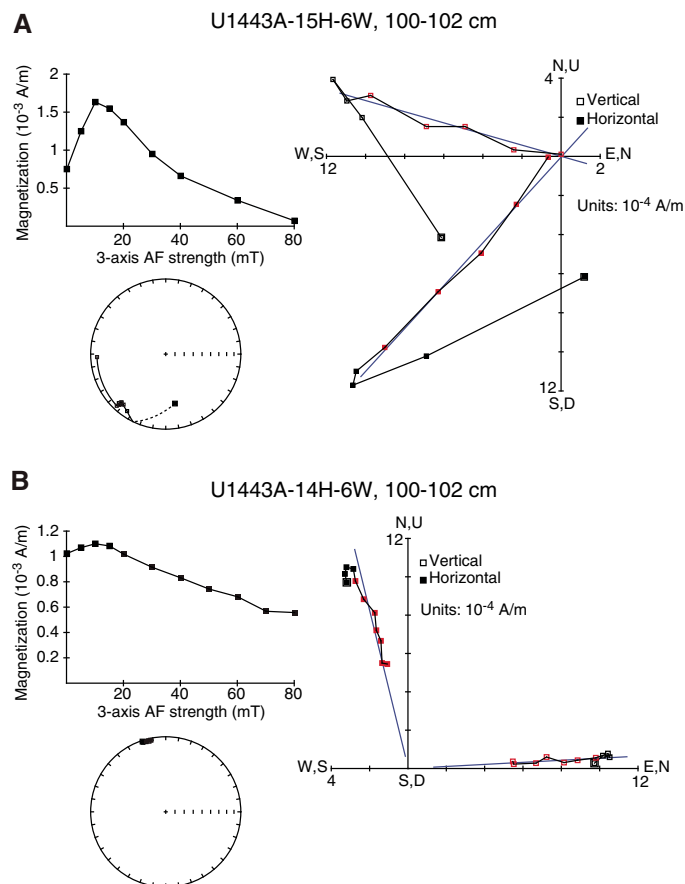 A
U1443A-15H-6W, 100-102 cm
Magnetization (10-3 A/m)
2
1.5
1
0.5
20
40
60
80
3-axis AF strength (mT)
N,U
4
Vertical
Horizontal
W,S
12
E,N
2
Units: 10-4 A/m
12
S,D
B
U1443A-14H-6W, 100-102 cm
Magnetization (10-3 A/m)
1.2
1
0.8
0.6
0.4
0.2
20
40
60
80
3-axis AF strength (mT)
N,U
12
Vertical
Horizontal
Units: 10-4 A/m
W,S
4
S,D
E,N
12